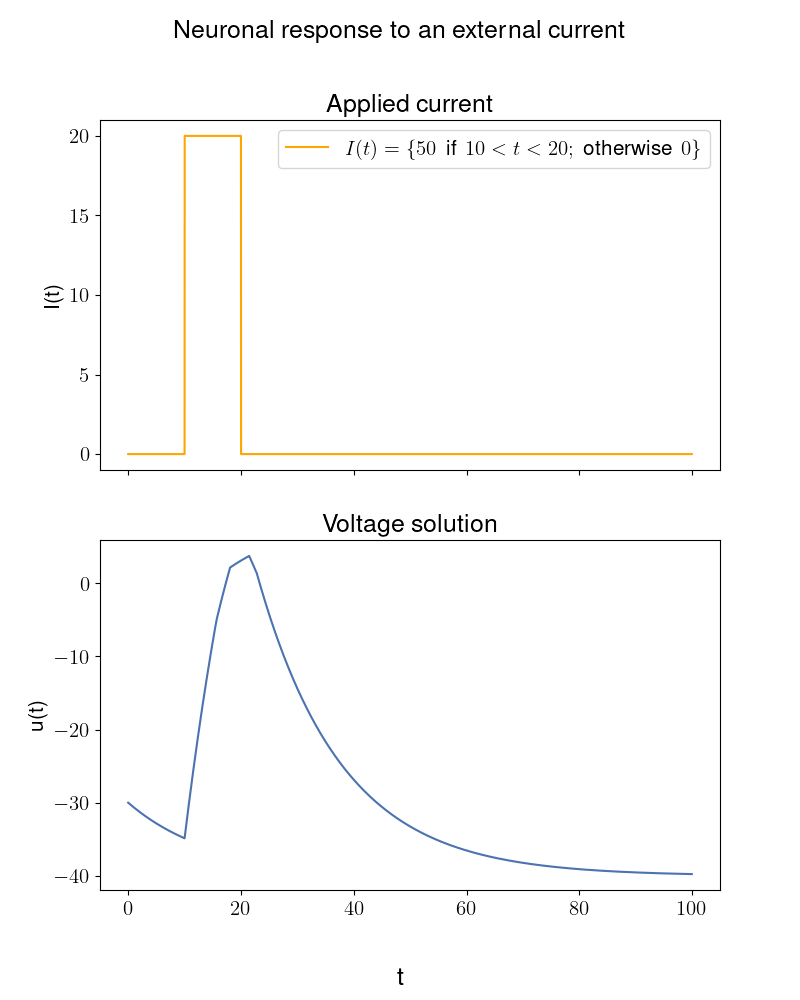 Neuronal response to an external current
Applied current
I(t) = {50 if 10 < t < 20; otherwise 0}
20
15
10
5
0
I(t)
Voltage solution
0
−10
−20
−30
−40
u(t)
0 20 40 60 80 100
t